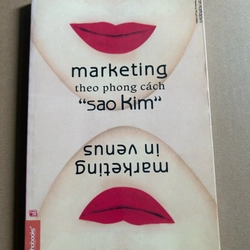 marketing
theo phong cách
"sao Kim"
marketing
in venus